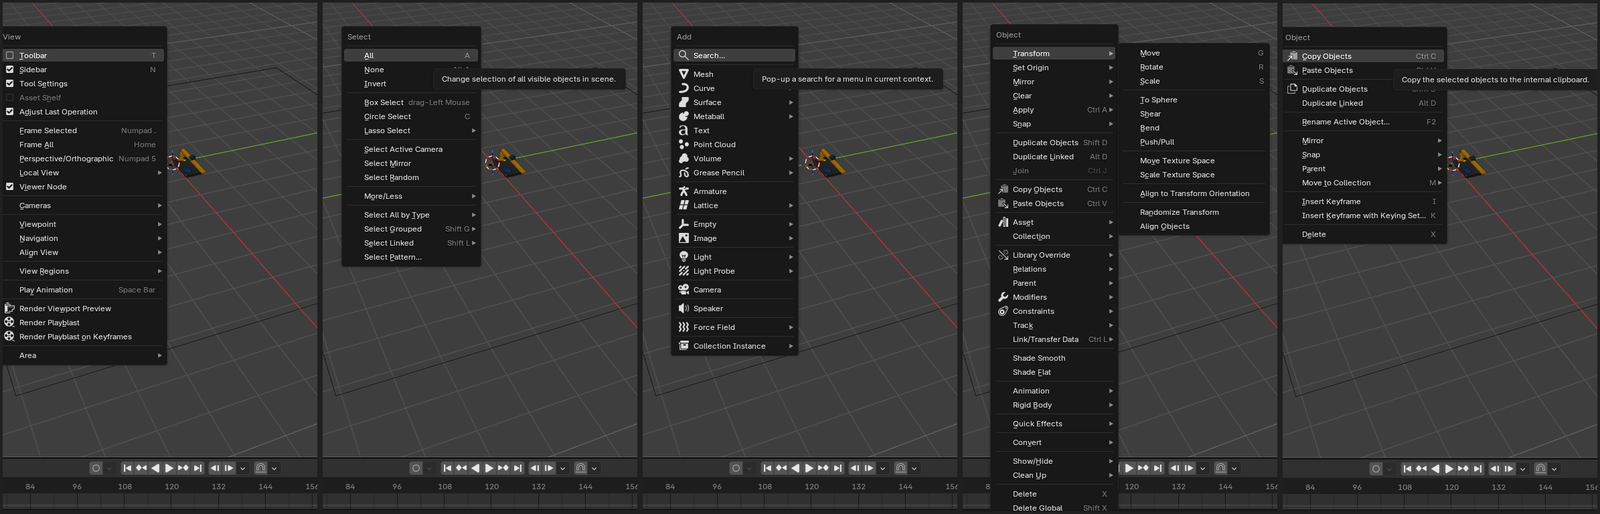 View
Toolbar T
Sidebar N
Tool Settings
Asset Shelf
Adjust Last Operation
Frame Selected Numpad .
Frame All Home
Perspective/Orthographic Numpad 5
Local View
Viewer Node
Cameras
Viewpoint
Navigation
Align View
View Regions
Play Animation Space Bar
Render Viewport Preview
Render Playblast
Render Playblast on Keyframes
Area
84 96 108 120 132 144 156
Select
All A
None
Invert
Change selection of all visible objects in scene.
Box Select drag-Left Mouse
Circle Select C
Lasso Select
Select Active Camera
Select Mirror
Select Random
More/Less
Select All by Type
Select Grouped Shift G
Select Linked Shift L
Select Pattern...
84 96 108 120 132 144 156
Add
Search...
Pop-up a search for a menu in current context.
Mesh
Curve
Surface
Metaball
Text
Point Cloud
Volume
Grease Pencil
Armature
Lattice
Empty
Image
Light
Light Probe
Camera
Speaker
Force Field
Collection Instance
84 96 108 120 132 144 156
Object
Transform
Set Origin
Mirror
Clear
Apply Ctrl A
Snap
Duplicate Objects Shift D
Duplicate Linked Alt D
Join Ctrl J
Copy Objects Ctrl C
Paste Objects Ctrl V
Asset
Collection
Library Override
Relations
Parent
Modifiers
Constraints
Track
Link/Transfer Data Ctrl L
Shade Smooth
Shade Flat
Animation
Rigid Body
Quick Effects
Convert
Show/Hide
Clean Up
Delete X
Delete Global Shift X
Move G
Rotate R
Scale S
To Sphere
Shear
Bend
Push/Pull
Move Texture Space
Scale Texture Space
Align to Transform Orientation
Randomize Transform
Align Objects
8 120 132 144 156
Object
Copy Objects Ctrl C
Paste Objects
Copy the selected objects to the internal clipboard.
Duplicate Objects
Duplicate Linked Alt D
Rename Active Object... F2
Mirror
Snap
Parent
Move to Collection M
Insert Keyframe I
Insert Keyframe with Keying Set... K
Delete X
84 96 108 120 132 144 156